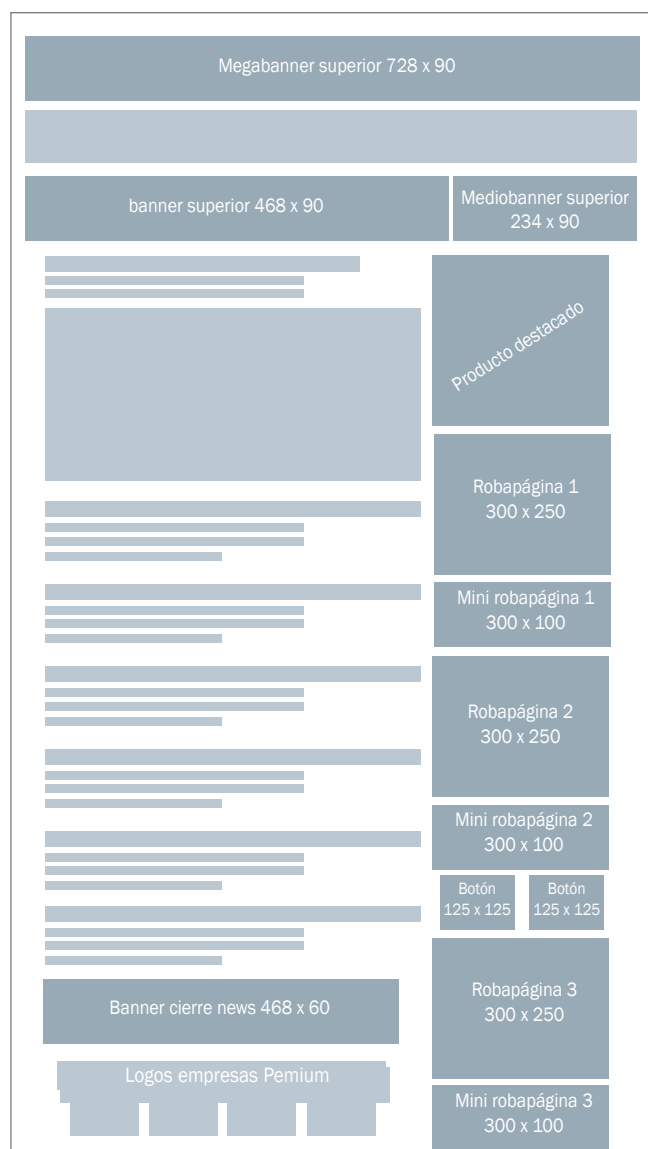 Megabanner superior 728 x 90
banner superior 468 x 90
Mediobanner superior
234 x 90
Producto destacado
Robapágina 1
300 x 250
Mini robapágina 1
300 x 100
Robapágina 2
300 x 250
Mini robapágina 2
300 x 100
Botón
125 x 125
Botón
125 x 125
Robapágina 3
300 x 250
Banner cierre news 468 x 60
Logos empresas Pemium
Mini robapágina 3
300 x 100